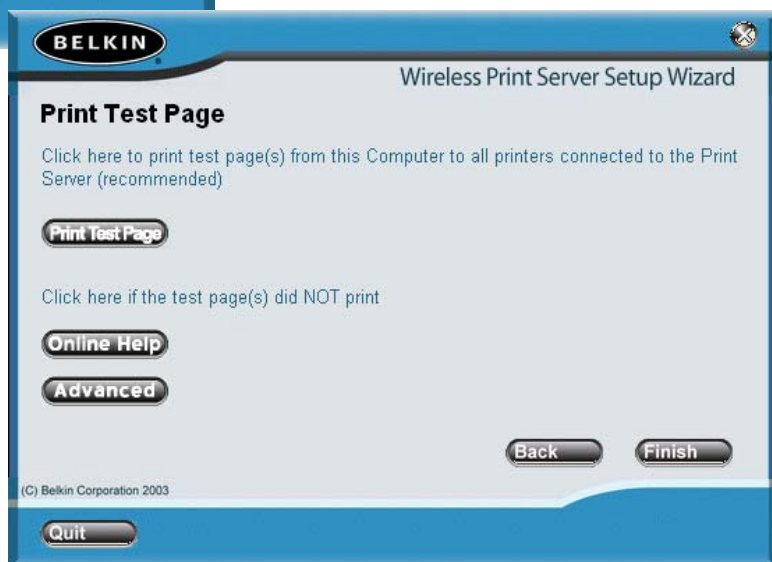 BELKIN
Wireless Print Server Setup Wizard
Print Test Page
Click here to print test page(s) from this Computer to all printers connected to the Print
Server (recommended)
Print Test Page
Click here if the test page(s) did NOT print
Online Help
Advanced
Back
Finish
(C) Belkin Corporation 2003
Quit